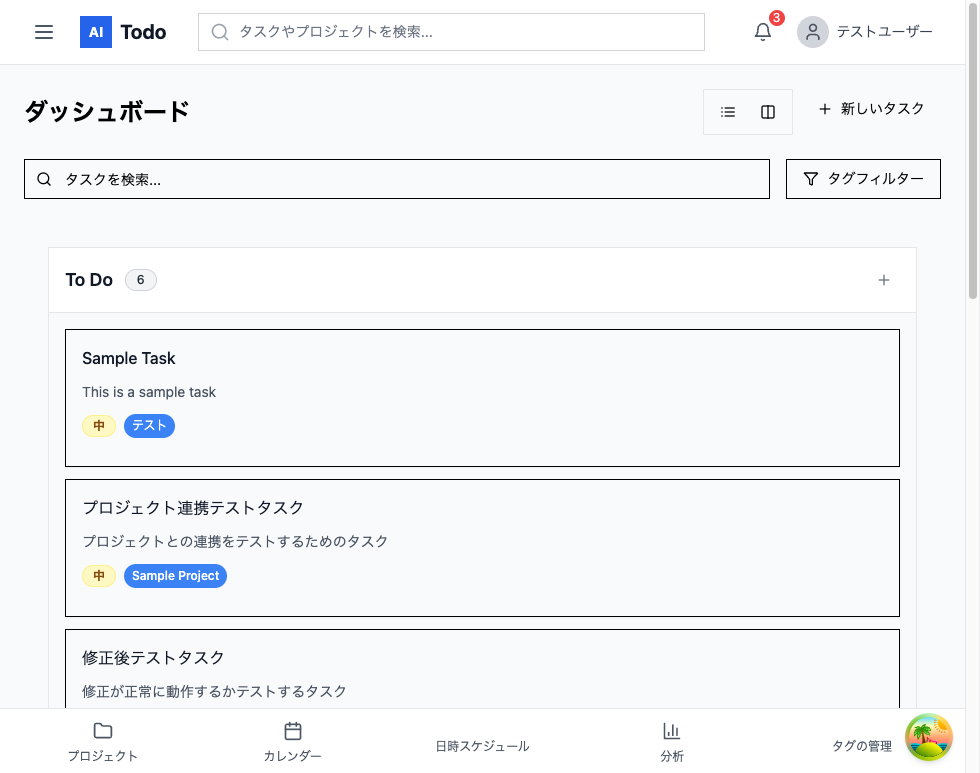 AI Todo
タスクやプロジェクトを検索...
3
テストユーザー
ダッシュボード
新しいタスク
タスクを検索...
タグフィルター
To Do 6
Sample Task
This is a sample task
中 テスト
プロジェクト連携テストタスク
プロジェクトとの連携をテストするためのタスク
中 Sample Project
修正後テストタスク
修正が正常に動作するかテストするタスク
プロジェクト
カレンダー
日時スケジュール
分析
タグの管理